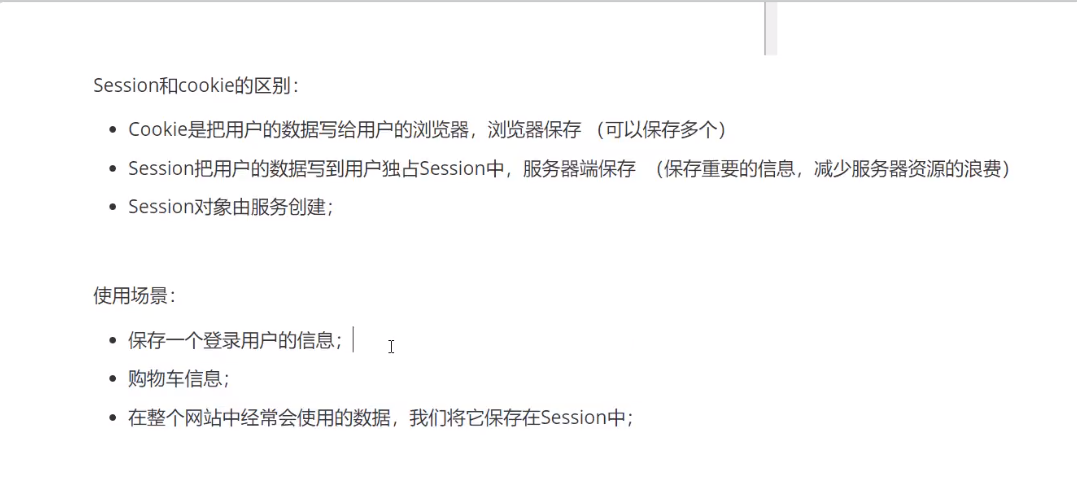 Session和cookie的区别：
Cookie是把用户的数据写给用户的浏览器，浏览器保存 （可以保存多个）
Session把用户的数据写到用户独占Session中，服务器端保存 （保存重要的信息，减少服务器资源的浪费）
Session对象由服务创建；
使用场景：
保存一个登录用户的信息；
购物车信息；
在整个网站中经常会使用的数据，我们将它保存在Session中；